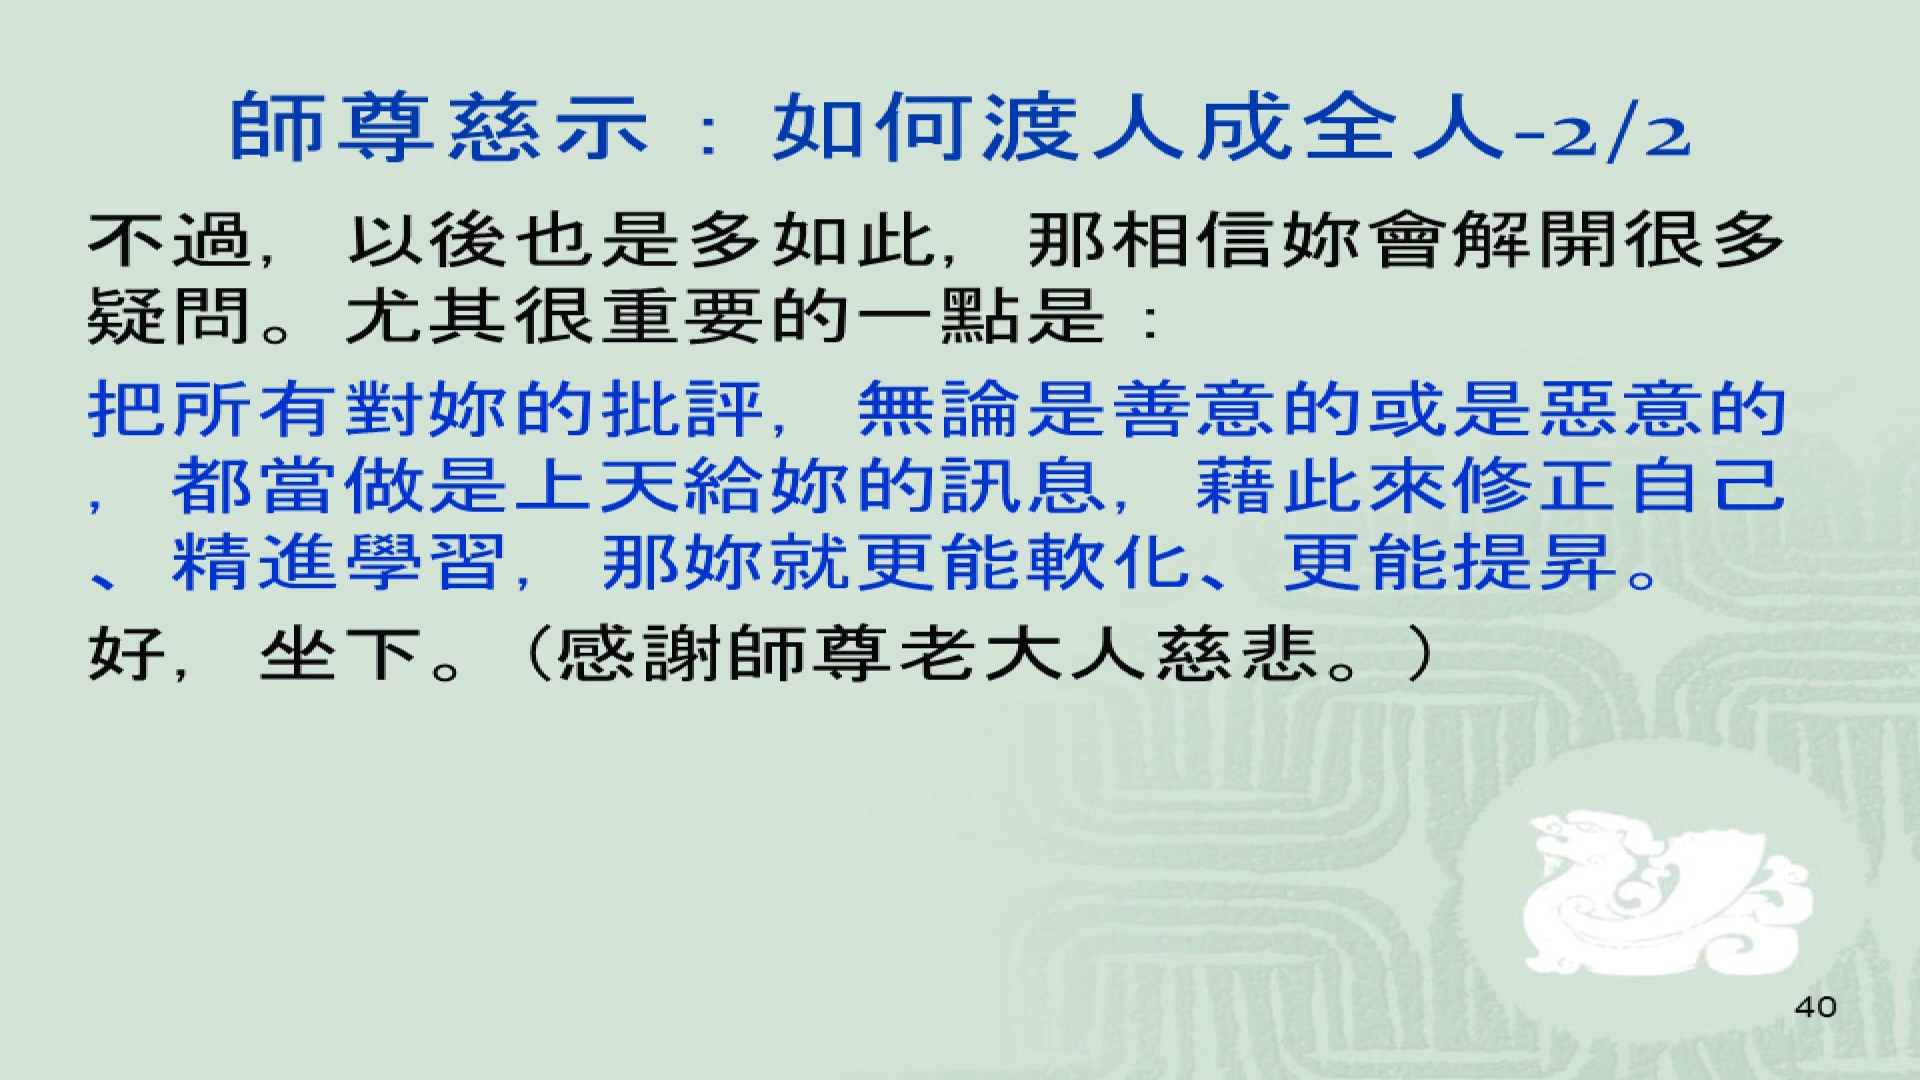 師尊慈示：如何渡人成全人-2/2
不過，以後也是多如此，那相信妳會解開很多
疑問。尤其很重要的一點是：
把所有對妳的批評，無論是善意的或是惡意的
，都當做是上天給妳的訊息，藉此來修正自己
、精進學習，那妳就更能軟化、更能提昇。
好，坐下。（感謝師尊老大人慈悲。）
40